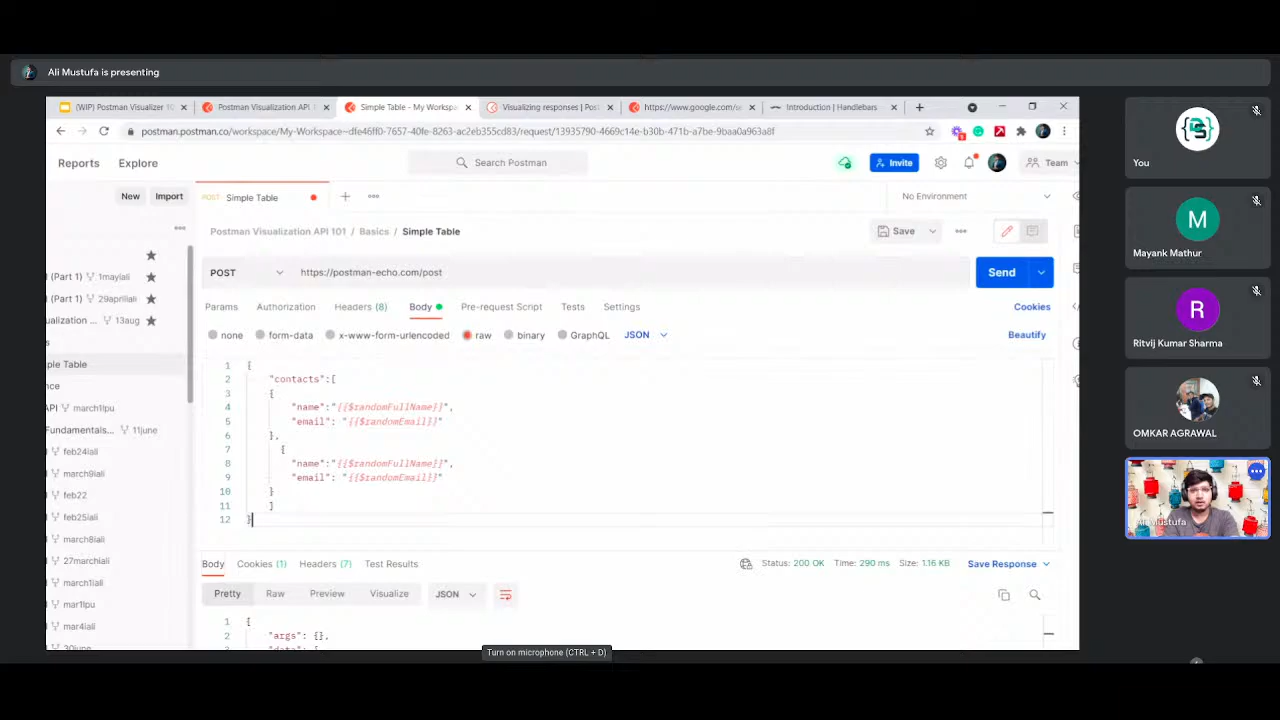 Ali Mustufa is presenting
(WIP) Postman Visualizer 10
Postman Visualization API 1
Simple Table - My Workspa
Visualizing responses | Post
https://www.google.com/se
Introduction | Handlebars
postman.postman.co/workspace/My-Workspace~dfe46ff0-7657-40fe-8263-ac2eb355cd83/request/13935790-4669c14e-b30b-471b-a7be-9baa0a963a8f
Reports
Explore
Search Postman
Invite
Team
New
Import
POST
Simple Table
No Environment
Postman Visualization API 101 / Basics / Simple Table
Save
POST
https://postman-echo.com/post
Send
Params
Authorization
Headers (8)
Body
Pre-request Script
Tests
Settings
Cookies
none
form-data
x-www-form-urlencoded
raw
binary
GraphQL
JSON
Beautify
1 {
2 "contacts":[
3 {
4 "name":"{{$randomFullName}}",
5 "email": "{{$randomEmail}}"
6 },
7 {
8 "name":"{{$randomFullName}}",
9 "email": "{{$randomEmail}}"
10 }
11 ]
12 }
(Part 1) 1mayiali
(Part 1) 29apriliali
ualization ... 13aug
s
ple Table
nce
API march1lpu
Fundamentals... 11june
feb24iali
march9iali
feb22
feb25iali
march8iali
27marchiali
march1iali
mar1lpu
mar4iali
30june
Body
Cookies (1)
Headers (7)
Test Results
Status: 200 OK
Time: 290 ms
Size: 1.16 KB
Save Response
Pretty
Raw
Preview
Visualize
JSON
1 {
2 "args": {},
Turn on microphone (CTRL + D)
You
M
Mayank Mathur
R
Ritvij Kumar Sharma
OMKAR AGRAWAL
Ali Mustufa